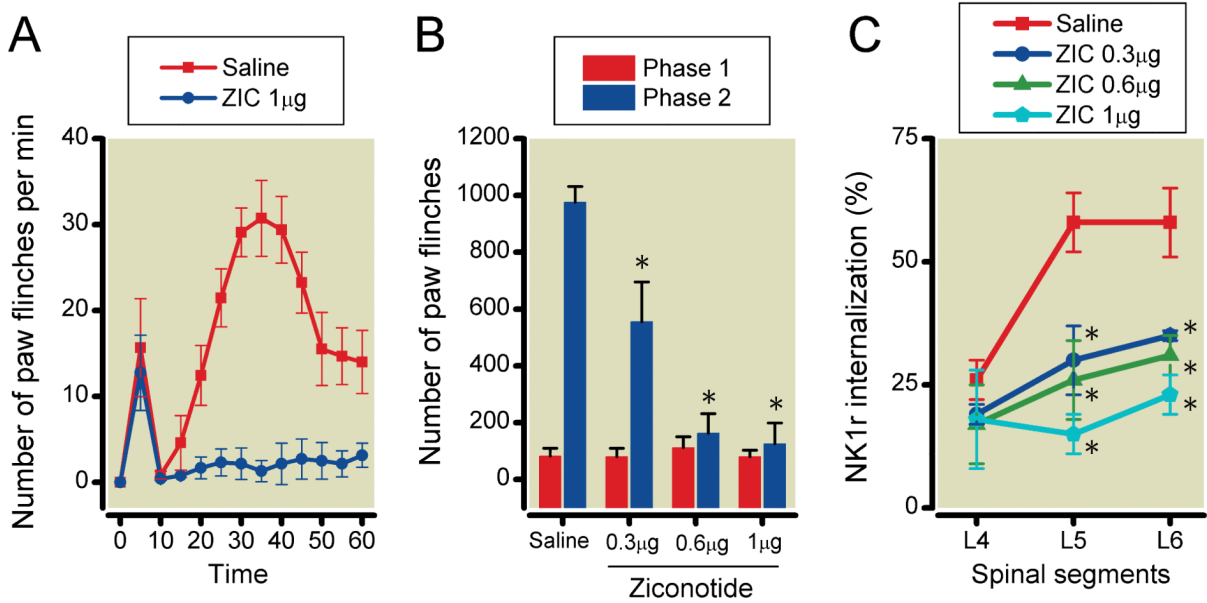 A
Saline
ZIC 1µg
Number of paw flinches per min
40
30
20
10
0
0 10 20 30 40 50 60
Time
B
Phase 1
Phase 2
Number of paw flinches
1200
1000
800
600
400
200
0
*
*
*
Saline 0.3µg 0.6µg 1µg
Ziconotide
C
Saline
ZIC 0.3µg
ZIC 0.6µg
ZIC 1µg
NK1r internalization (%)
75
50
25
0
*
*
*
*
*
*
L4 L5 L6
Spinal segments